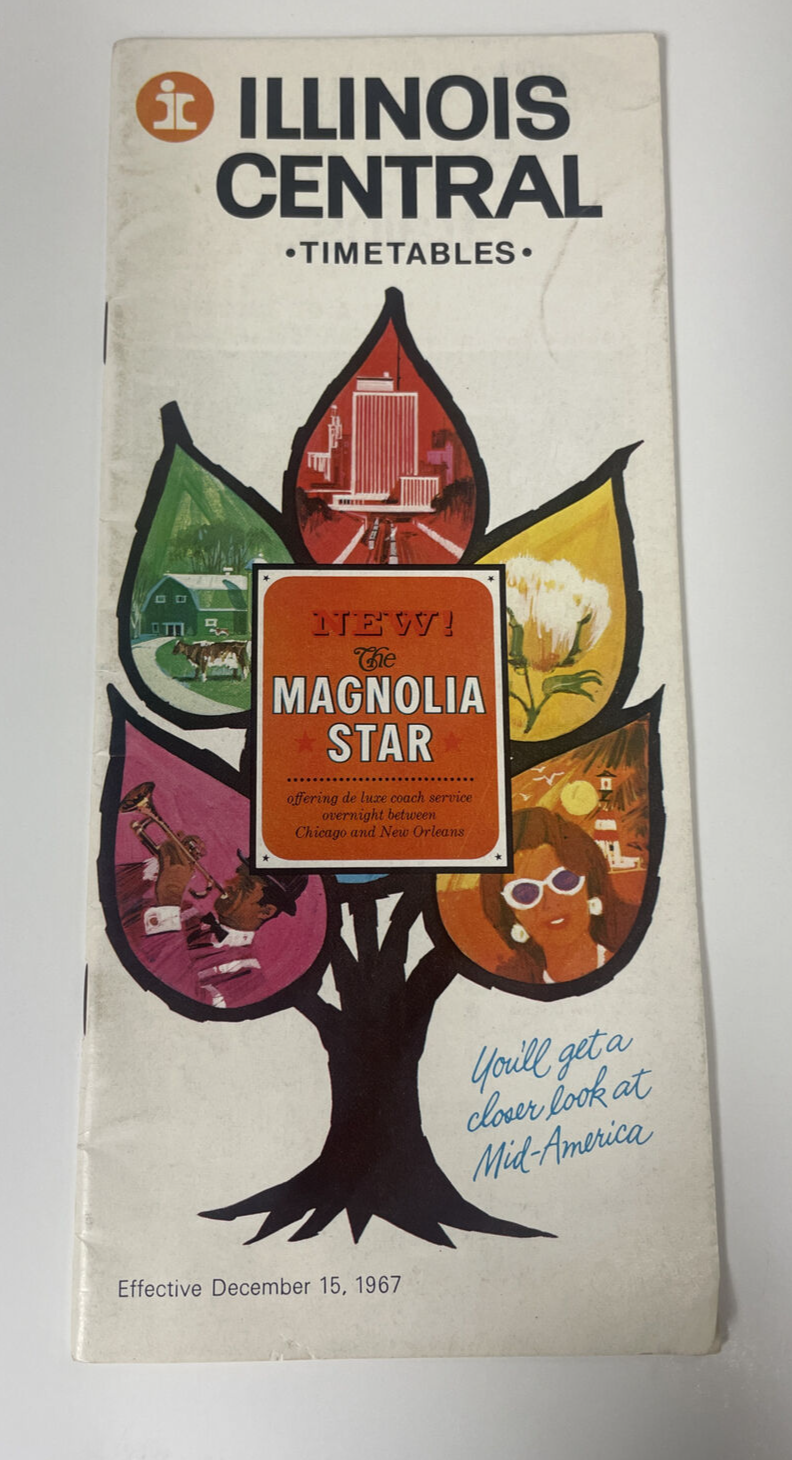 ic ILLINOIS
CENTRAL
•TIMETABLES•
NEW!
The
MAGNOLIA
STAR
offering de luxe coach service
overnight between
Chicago and New Orleans
You'll get a
closer look at
Mid-America
Effective December 15, 1967